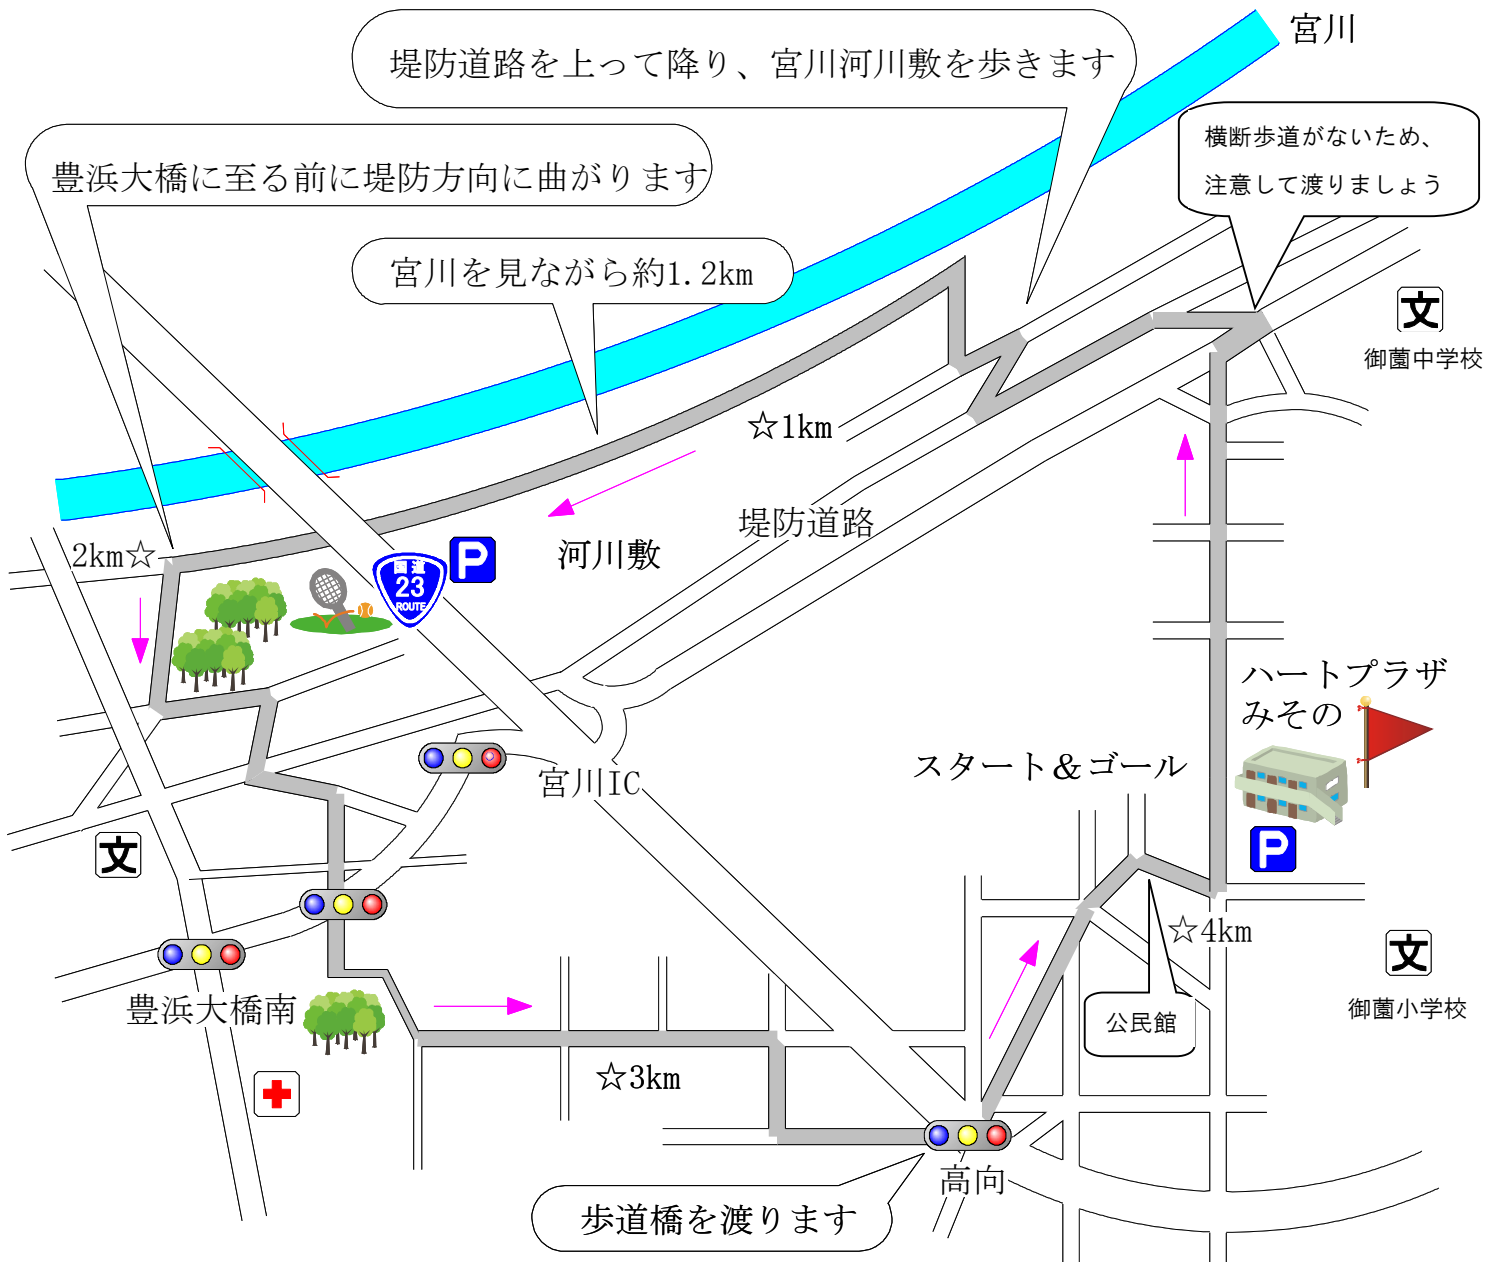 宮川
堤防道路を上って降り、宮川河川敷を歩きます
横断歩道がないため、
注意して渡りましょう
豊浜大橋に至る前に堤防方向に曲がります
宮川を見ながら約1.2km
文
御薗中学校
☆1km
堤防道路
2km☆
河川敷
P
国道
23
ROUTE
ハートプラザ
みその
スタート＆ゴール
宮川IC
文
P
☆4km
文
豊浜大橋南
御薗小学校
公民館
☆3km
高向
歩道橋を渡ります